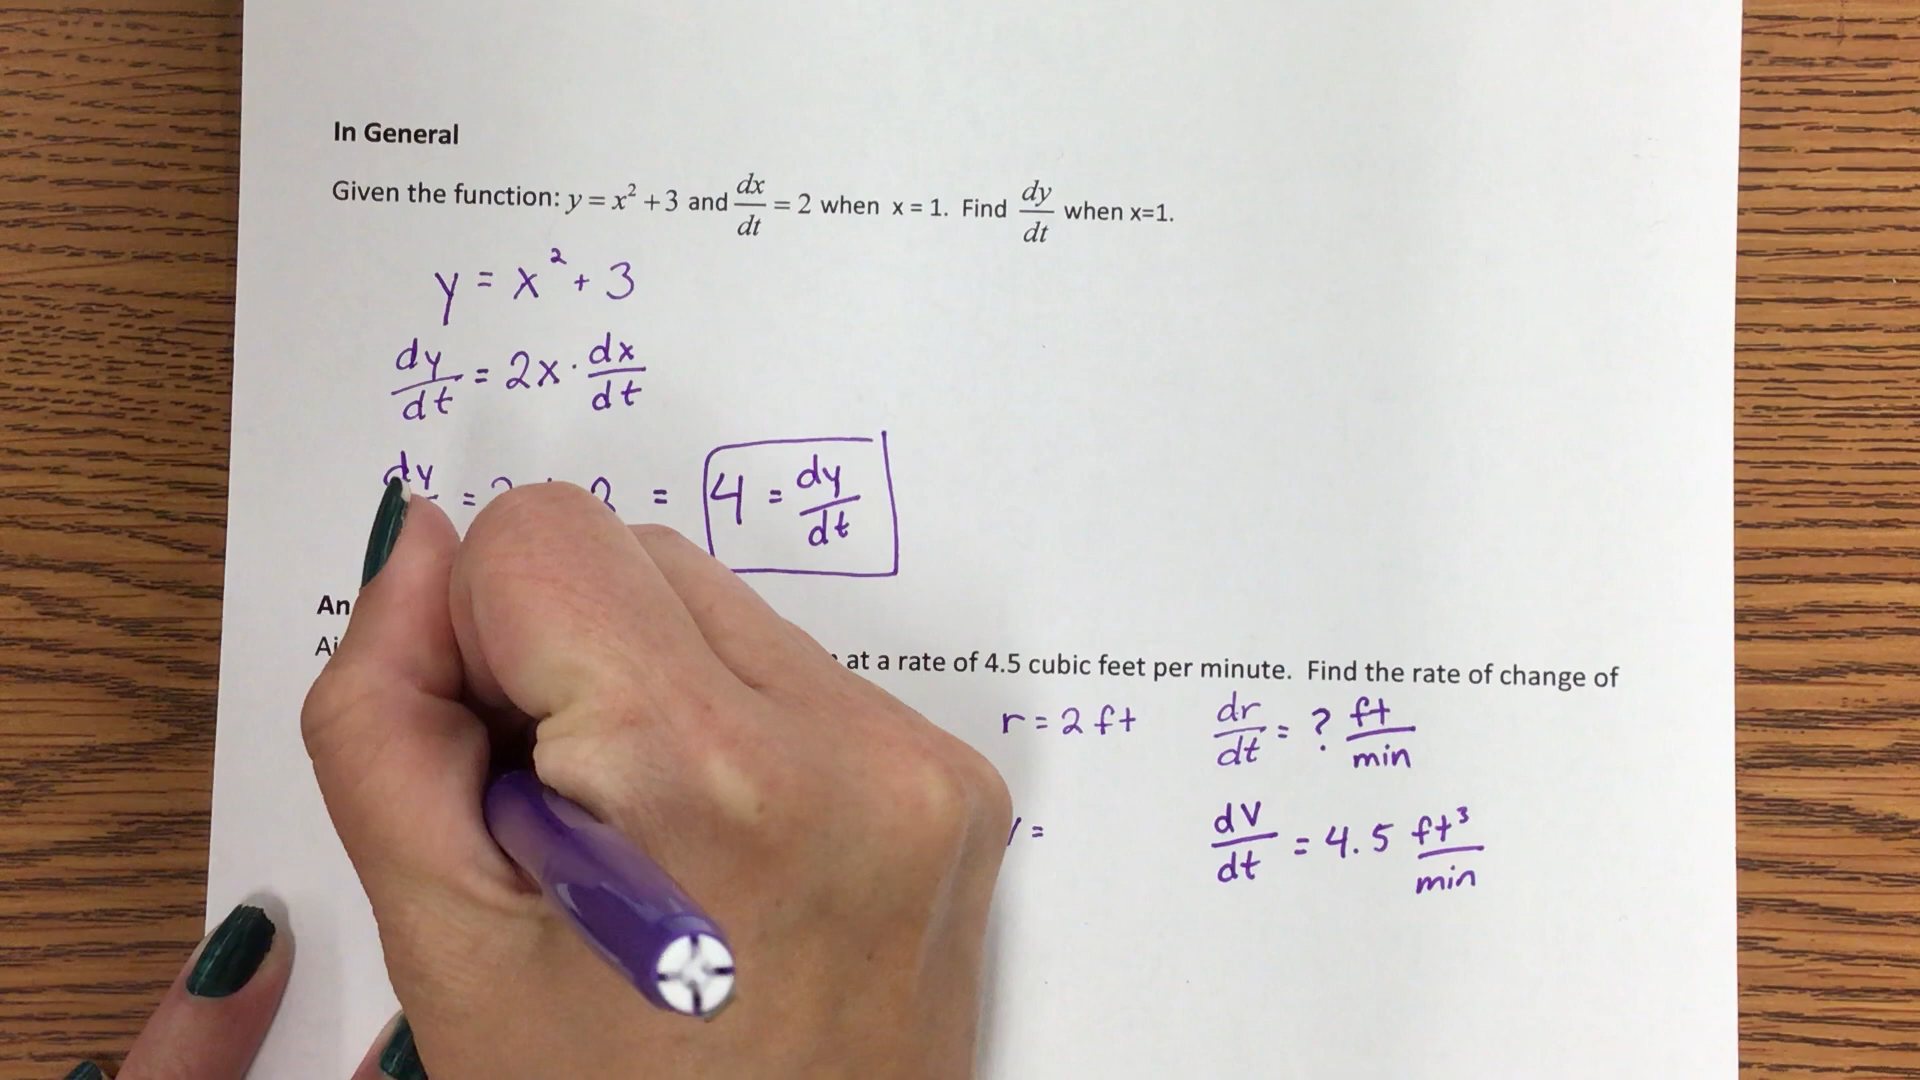 In General
Given the function: y = x² + 3 and dx/dt = 2 when x = 1. Find dy/dt when x=1.
y = x² + 3
dy/dt = 2x · dx/dt
dy = 2 = 4 = dy/dt
at a rate of 4.5 cubic feet per minute. Find the rate of change of
r = 2 ft dr/dt = ? ft/min
= dV/dt = 4.5 ft³/min